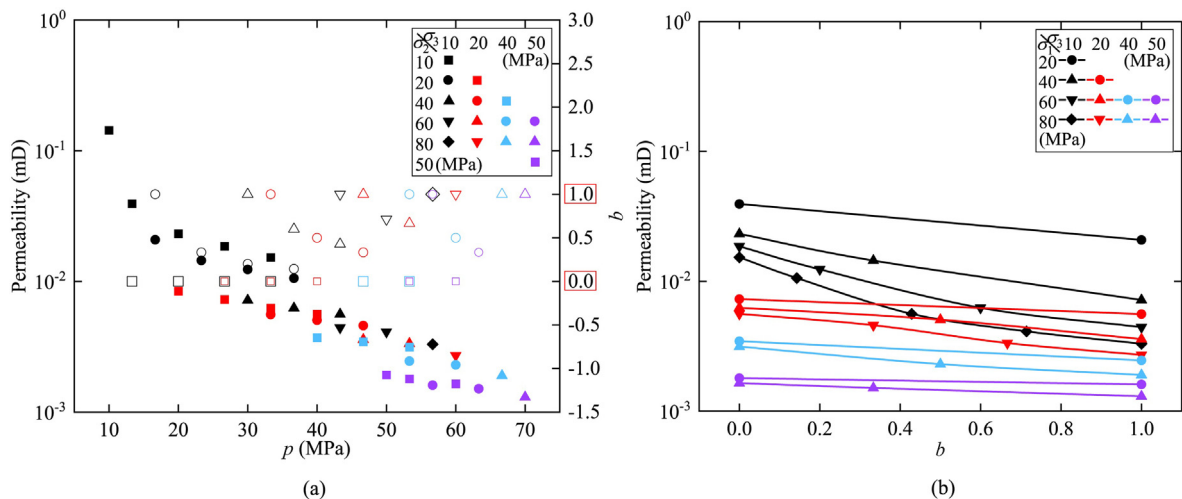 10⁰
10⁻¹
10⁻²
10⁻³
Permeability (mD)
10 20 30 40 50 60 70
p (MPa)
3.0
2.5
2.0
1.5
1.0
0.5
0.0
-0.5
-1.0
-1.5
b
σ₂ σ₃ 10 20 40 50
(MPa)
10
20
40
60
80
50 (MPa)
(a)
10⁰
10⁻¹
10⁻²
10⁻³
Permeability (mD)
0.0 0.2 0.4 0.6 0.8 1.0
b
σ₁ σ₃ 10 20 40 50
(MPa)
20
40
60
80
(MPa)
(b)